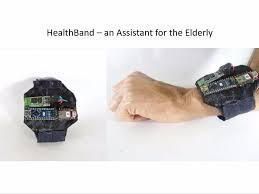 HealthBand – an Assistant for the Elderly